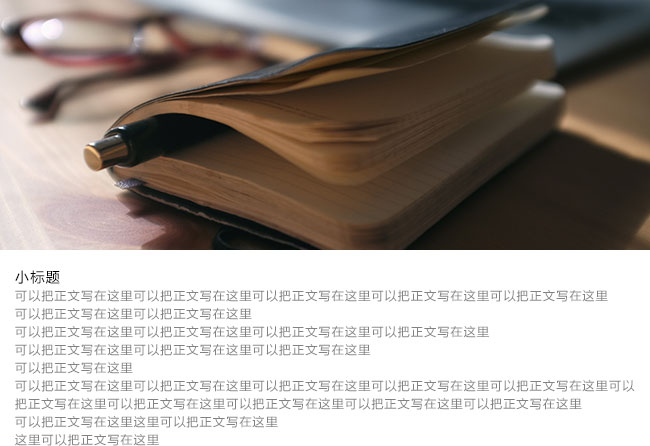 小标题
可以把正文写在这里可以把正文写在这里可以把正文写在这里可以把正文写在这里可以把正文写在这里
可以把正文写在这里可以把正文写在这里
可以把正文写在这里可以把正文写在这里可以把正文写在这里可以把正文写在这里
可以把正文写在这里可以把正文写在这里可以把正文写在这里
可以把正文写在这里
可以把正文写在这里可以把正文写在这里可以把正文写在这里可以把正文写在这里可以把正文写在这里可以
把正文写在这里可以把正文写在这里可以把正文写在这里可以把正文写在这里可以把正文写在这里
可以把正文写在这里这里可以把正文写在这里
这里可以把正文写在这里